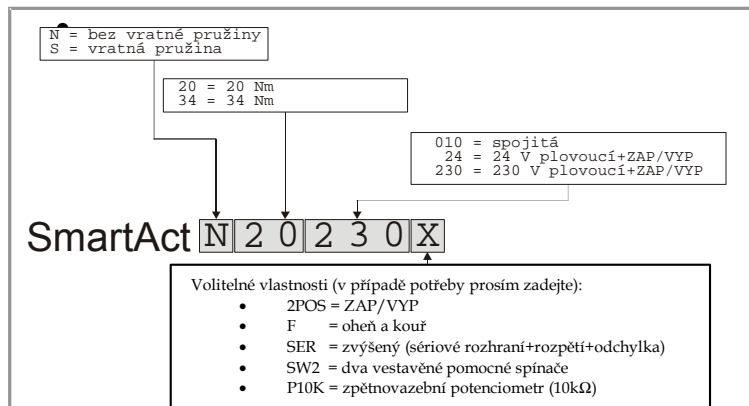 N = bez vratné pružiny
S = vratná pružina
20 = 20 Nm
34 = 34 Nm
010 = spojitá
24 = 24 V plovoucí+ZAP/VYP
230 = 230 V plovoucí+ZAP/VYP
SmartAct N 2 0 2 3 0 X
Volitelné vlastnosti (v případě potřeby prosím zadejte):
• 2POS = ZAP/VYP
• F = oheň a kouř
• SER = zvýšený (sériové rozhraní+rozpětí+odchylka)
• SW2 = dva vestavěné pomocné spínače
• P10K = zpětnovazební potenciometr (10kΩ)